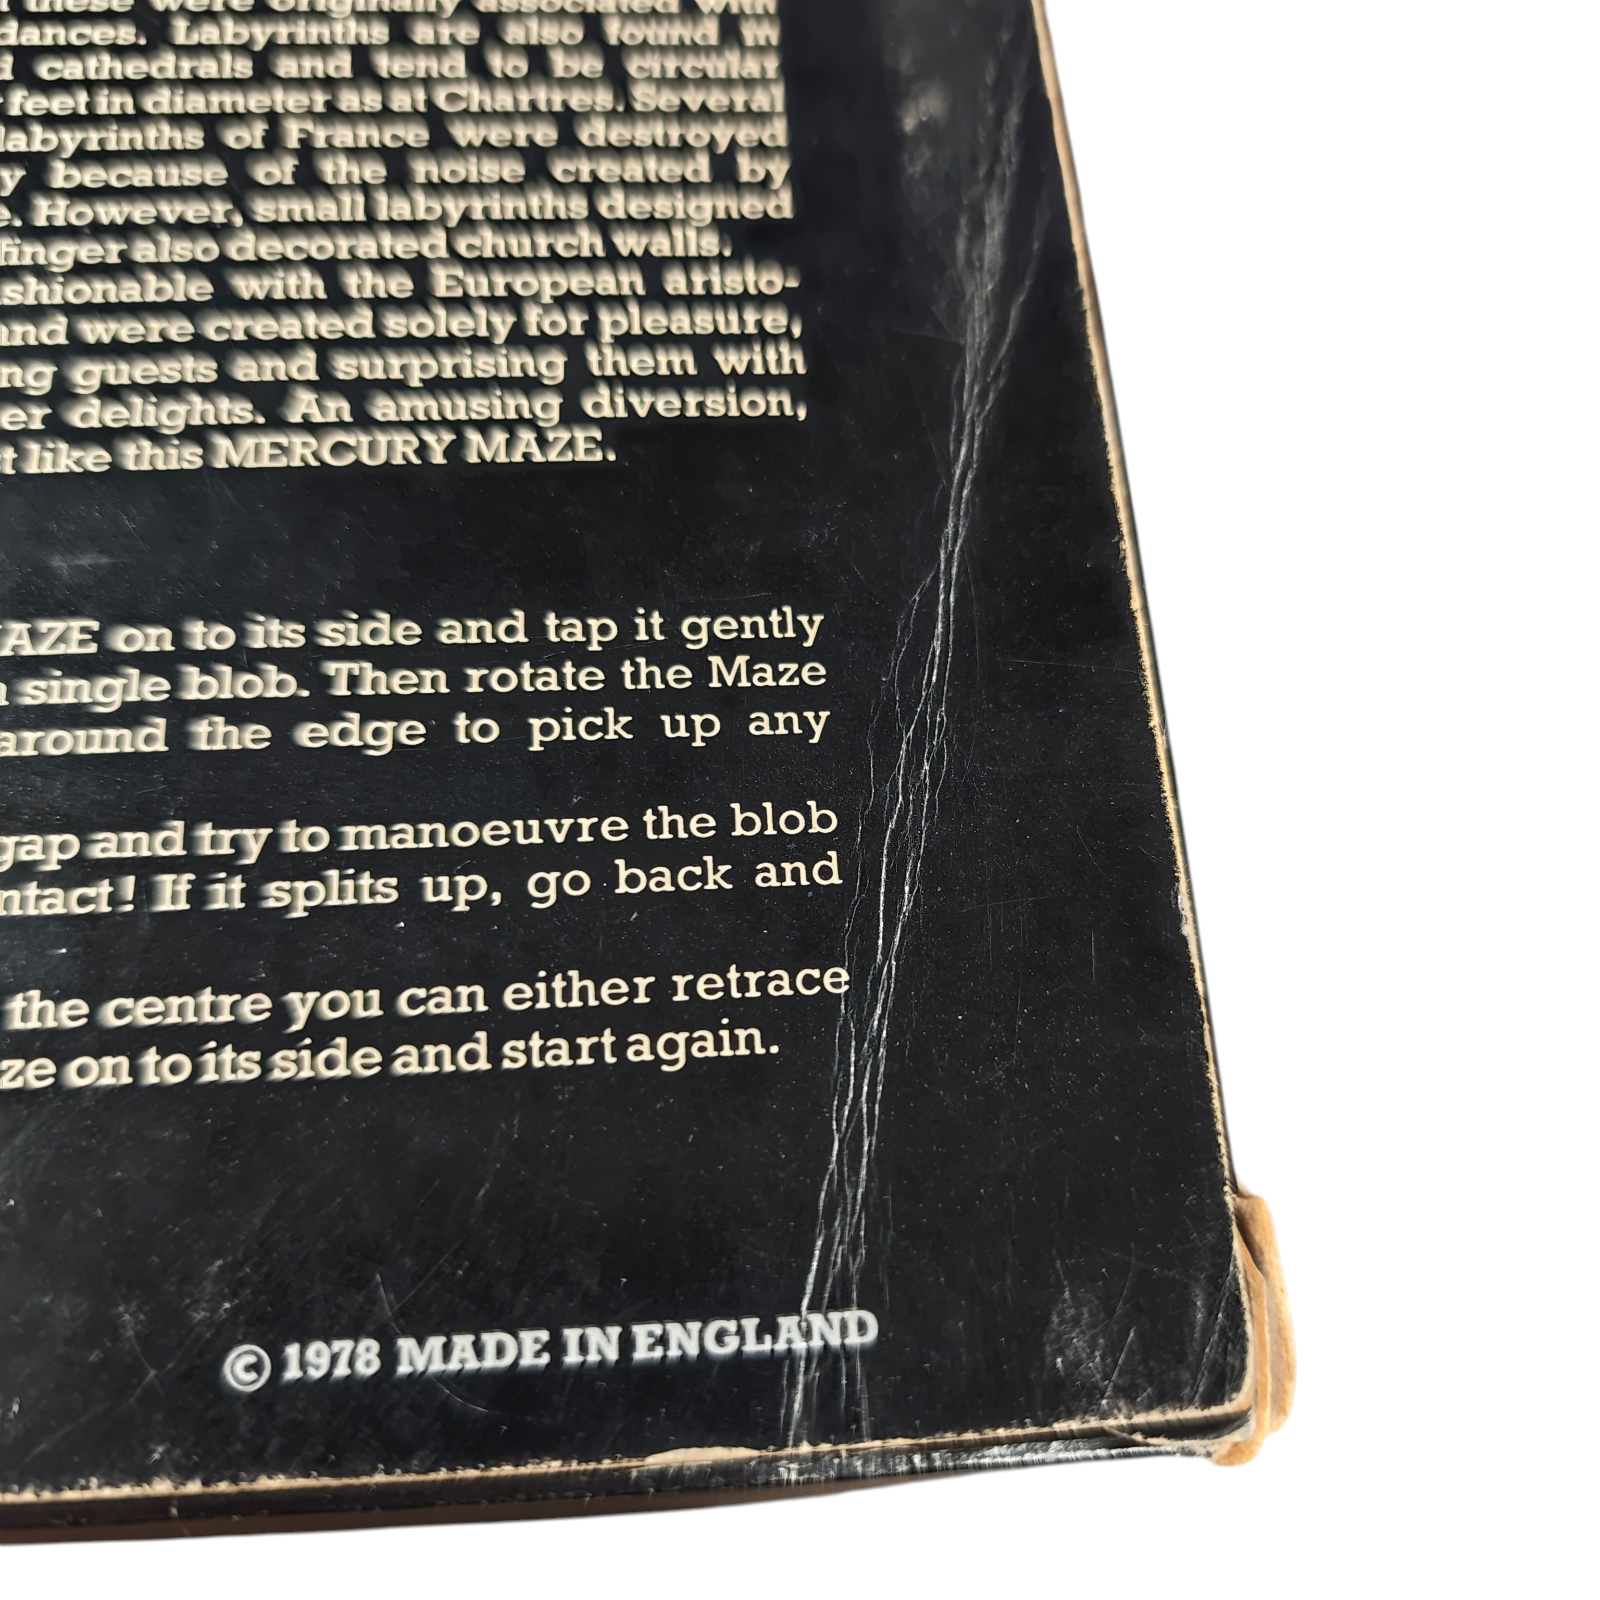 these were originally associated with
dances. Labyrinths are also found in
cathedrals and tend to be circular
feet in diameter as at Chartres. Several
labyrinths of France were destroyed
because of the noise created by
However, small labyrinths designed
finger also decorated church walls.
shionable with the European aristo-
and were created solely for pleasure,
ng guests and surprising them with
er delights. An amusing diversion,
t like this MERCURY MAZE.
AZE on to its side and tap it gently
single blob. Then rotate the Maze
around the edge to pick up any
gap and try to manoeuvre the blob
ntact! If it splits up, go back and
the centre you can either retrace
ze on to its side and start again.
© 1978 MADE IN ENGLAND